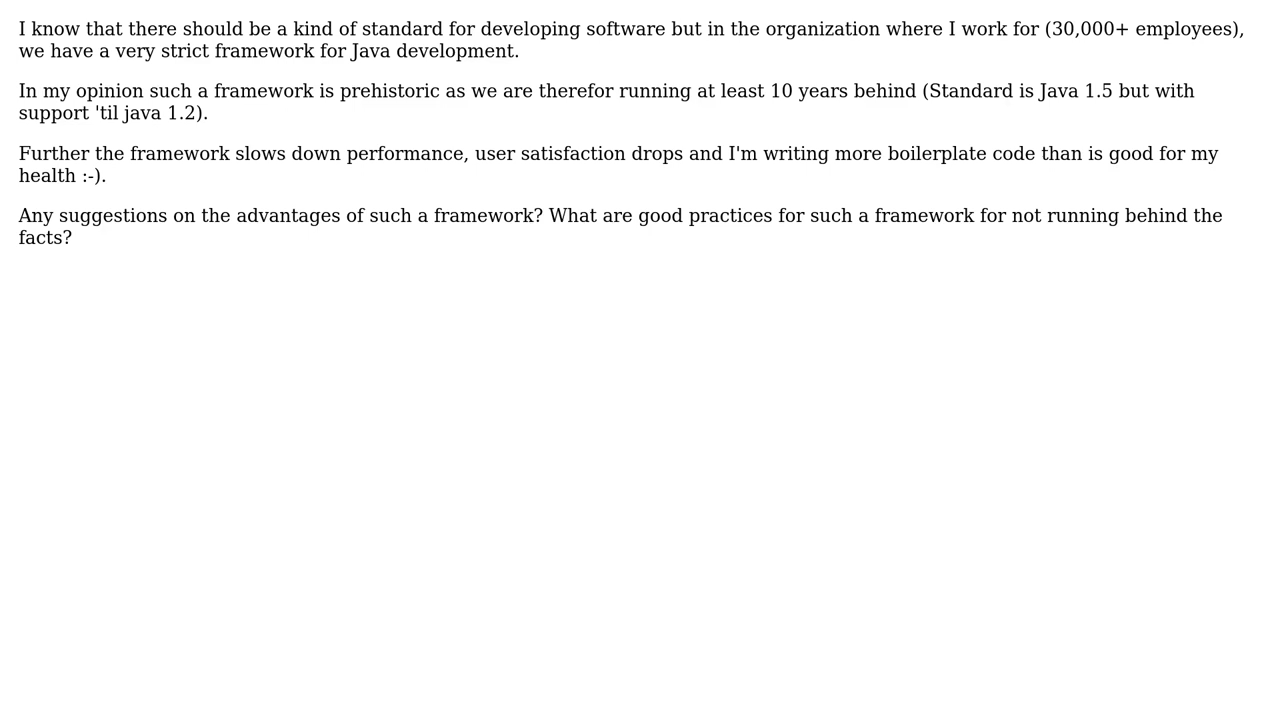 I know that there should be a kind of standard for developing software but in the organization where I work for (30,000+ employees),
we have a very strict framework for Java development.
In my opinion such a framework is prehistoric as we are therefor running at least 10 years behind (Standard is Java 1.5 but with
support 'til java 1.2).
Further the framework slows down performance, user satisfaction drops and I'm writing more boilerplate code than is good for my
health :-).
Any suggestions on the advantages of such a framework? What are good practices for such a framework for not running behind the
facts?